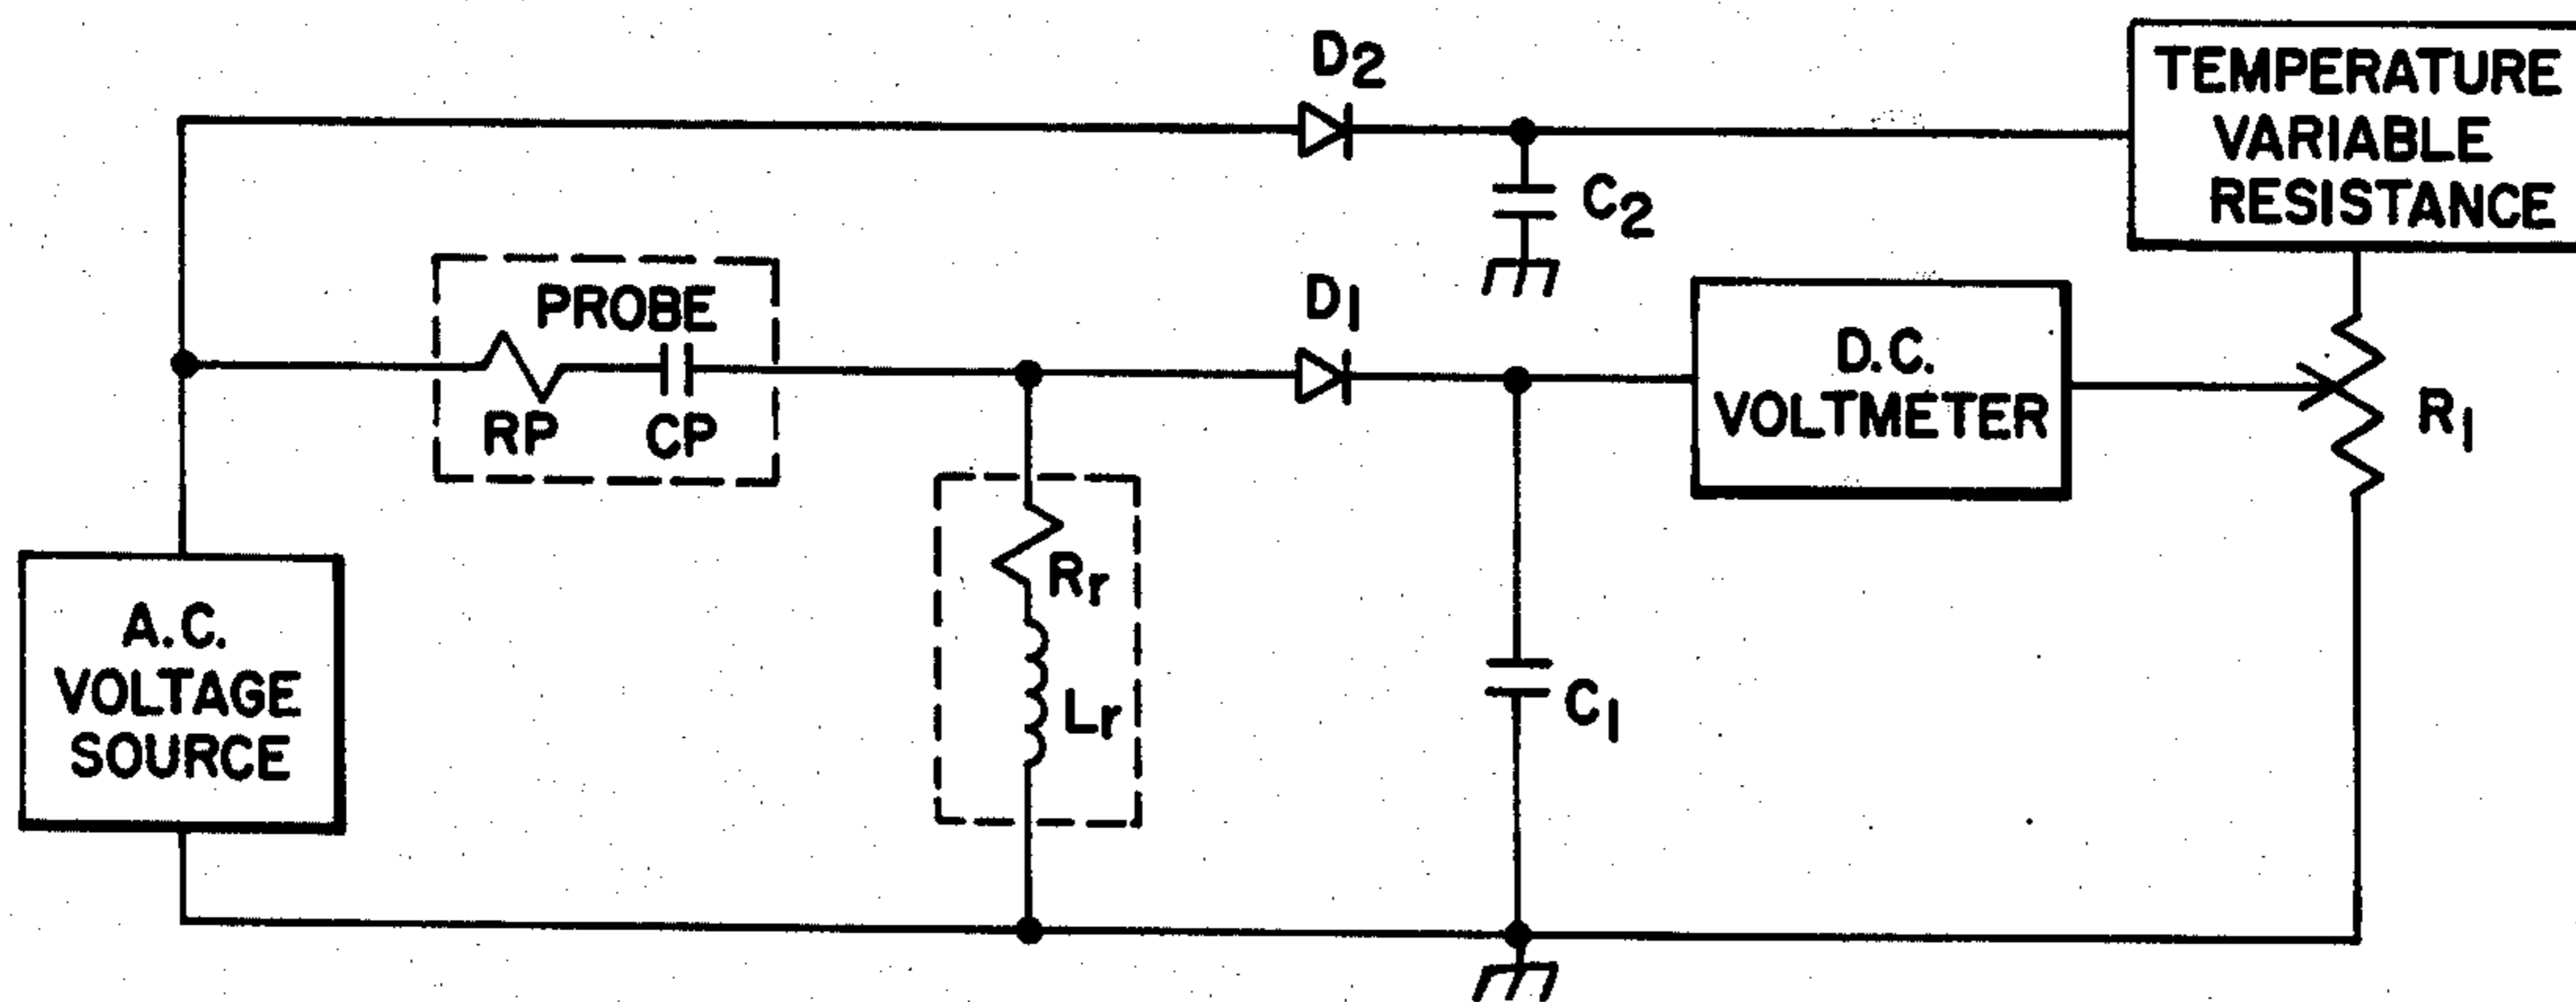 D2
TEMPERATURE
VARIABLE
RESISTANCE
C2
PROBE
RP
CP
D1
D.C.
VOLTMETER
R1
Rr
Lr
C1
A.C.
VOLTAGE
SOURCE